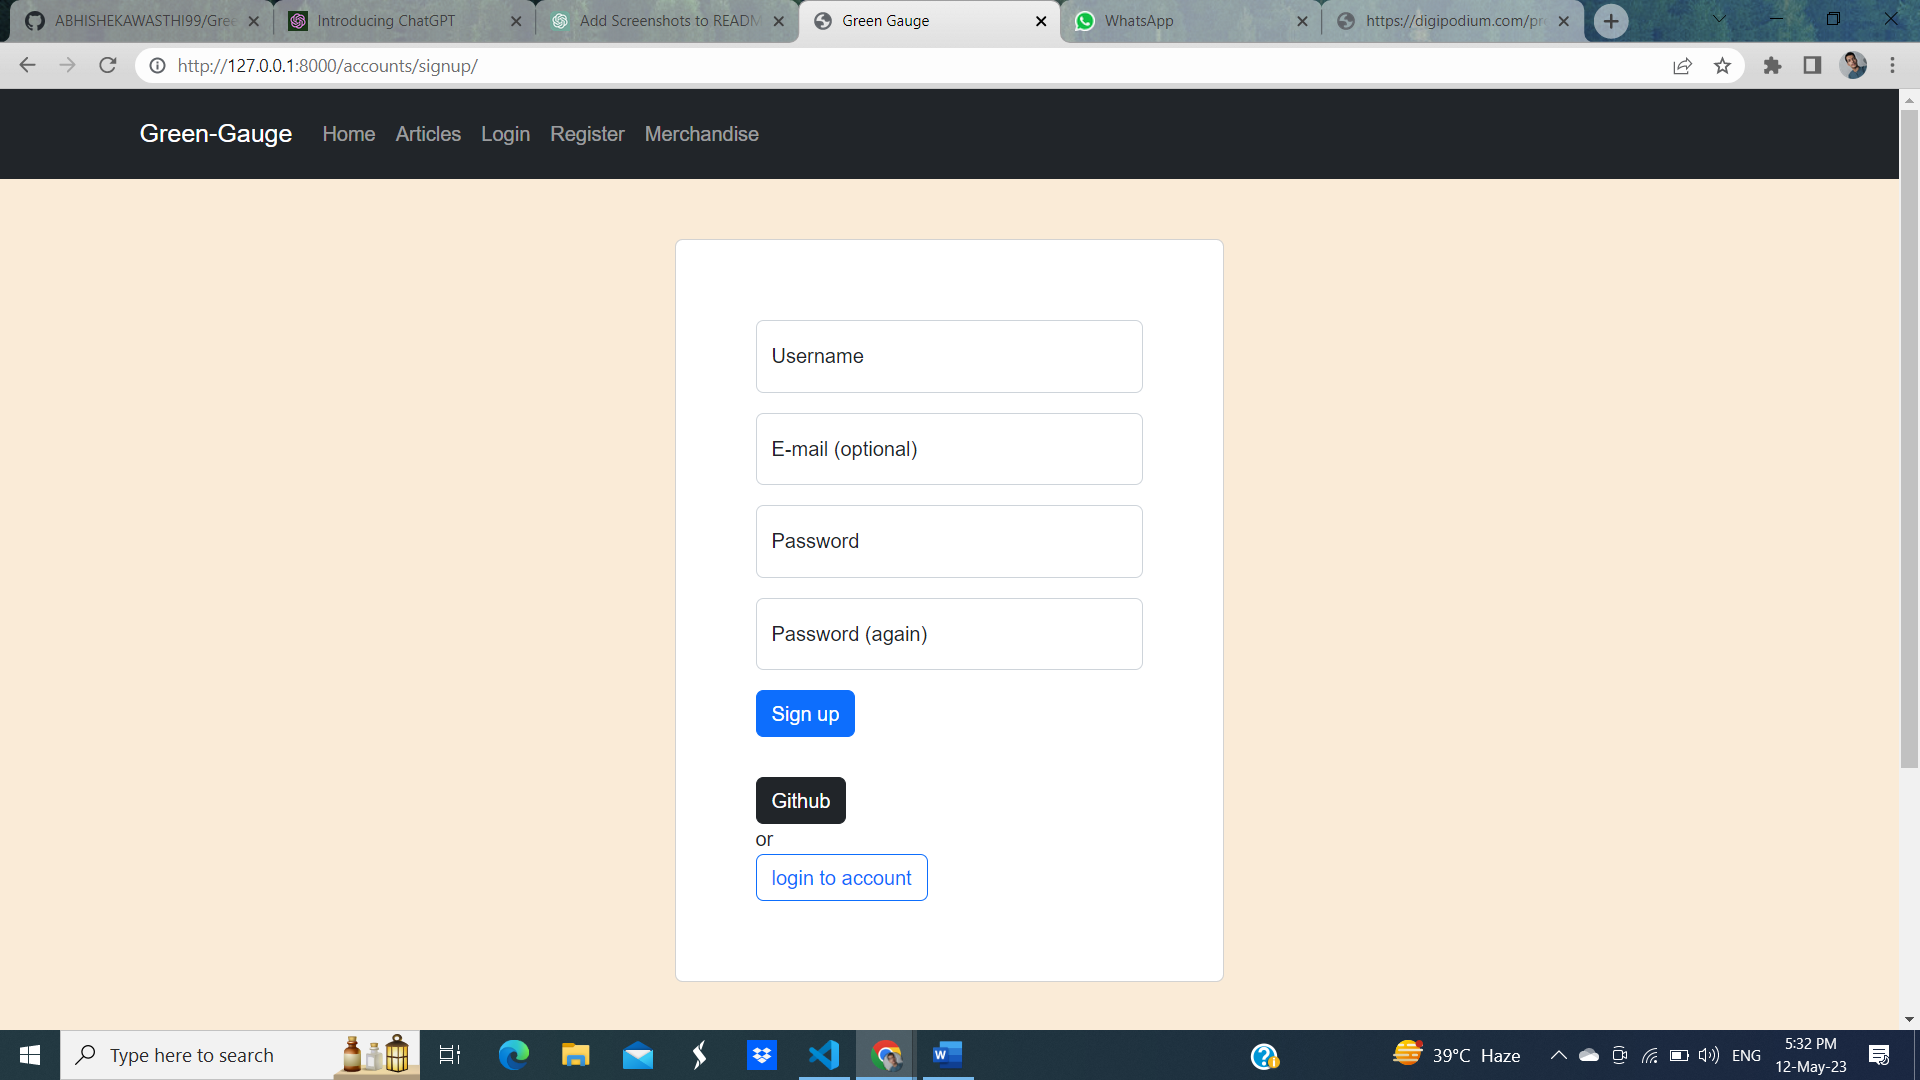 ABHISHEKAWASTHI99/Gree
Introducing ChatGPT
Add Screenshots to READM
Green Gauge
WhatsApp
https://digipodium.com/pr
http://127.0.0.1:8000/accounts/signup/
Green-Gauge Home Articles Login Register Merchandise
Username
E-mail (optional)
Password
Password (again)
Sign up
Github
or
login to account
Type here to search
39°C Haze
ENG
5:32 PM
12-May-23